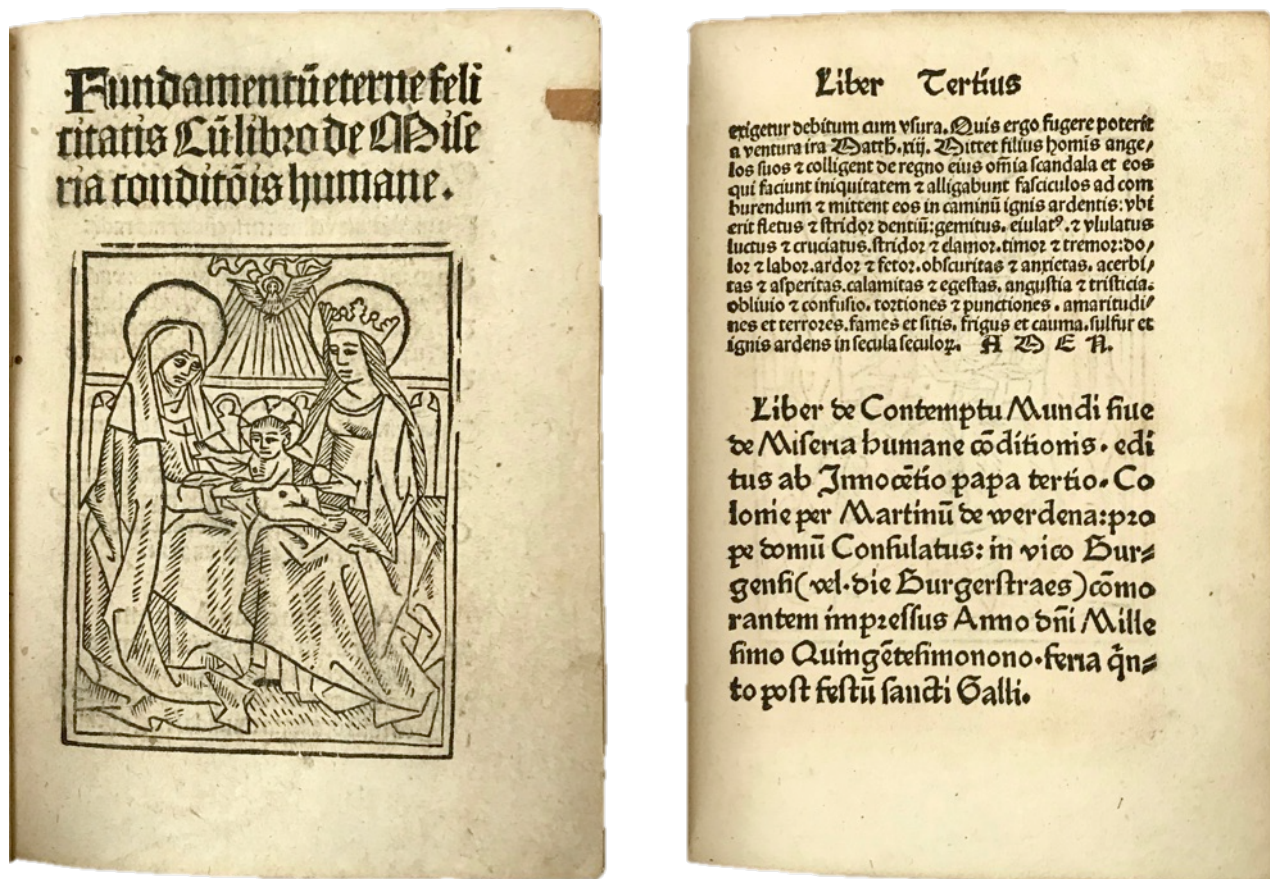 Fundamentũ eterne feli
citatis Cũ libro de Mise
ria conditõis humane.
Liber Tertius
exigetur debitum cum vsura. Quis ergo fugere poterit
a ventura ira Matth. xiij. Mittet filius homĩs ange/
los suos ⁊ colligent de regno eius om̃ia scandala et eos
qui faciunt iniquitatem ⁊ alligabunt fasciculos ad com
burendum ⁊ mittent eos in caminũ ignis ardentis: vbi
erit fletus ⁊ stridor dentiũ: gemitus. eiulatꝰ. ⁊ vlulatus
luctus ⁊ cruciatus. stridor ⁊ clamor. timor ⁊ tremor: do/
lor ⁊ labor. ardor ⁊ fetor. obscuritas ⁊ anxietas. acerbi/
tas ⁊ asperitas. calamitas ⁊ egestas. angustia ⁊ tristicia.
obliuio ⁊ confusio. tortiones ⁊ punctiones. amaritudi/
nes et terrores. fames et sitis. frigus et cauma. sulfur et
ignis ardens in secula seculoꝝ. A M E N.
Liber de Contemptu Mundi siue
de Miseria humane cõditionis. edi
tus ab Innocẽtio papa tertio. Co
lonie per Martinũ de werdena: pro
pe domũ Consulatus: in vico Bur⸗
gensi (vel. die Burgerstraes) cõmo
rantem impressus Anno dñi Mille
simo Quingẽtesimonono. feria q̃n⸗
to post festũ sancti Galli.